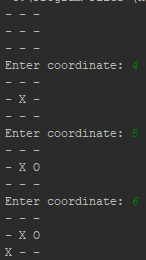 - - -
- - -
- - -
Enter coordinate: 4
- - -
- X -
- - -
Enter coordinate: 5
- - -
- X O
- - -
Enter coordinate: 6
- - -
- X O
X - -